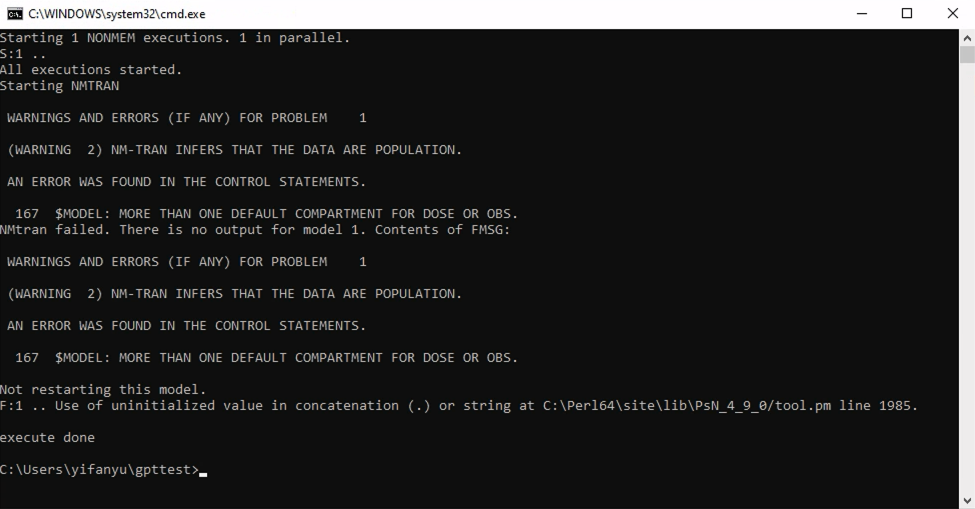 C:\WINDOWS\system32\cmd.exe
Starting 1 NONMEM executions. 1 in parallel.
S:1 ..
All executions started.
Starting NMTRAN
WARNINGS AND ERRORS (IF ANY) FOR PROBLEM    1
(WARNING  2) NM-TRAN INFERS THAT THE DATA ARE POPULATION.
AN ERROR WAS FOUND IN THE CONTROL STATEMENTS.
167  $MODEL: MORE THAN ONE DEFAULT COMPARTMENT FOR DOSE OR OBS.
NMtran failed. There is no output for model 1. Contents of FMSG:
WARNINGS AND ERRORS (IF ANY) FOR PROBLEM    1
(WARNING  2) NM-TRAN INFERS THAT THE DATA ARE POPULATION.
AN ERROR WAS FOUND IN THE CONTROL STATEMENTS.
167  $MODEL: MORE THAN ONE DEFAULT COMPARTMENT FOR DOSE OR OBS.
Not restarting this model.
F:1 .. Use of uninitialized value in concatenation (.) or string at C:\Perl64\site\lib\PsN_4_9_0/tool.pm line 1985.
execute done
C:\Users\yifanyu\gpttest>